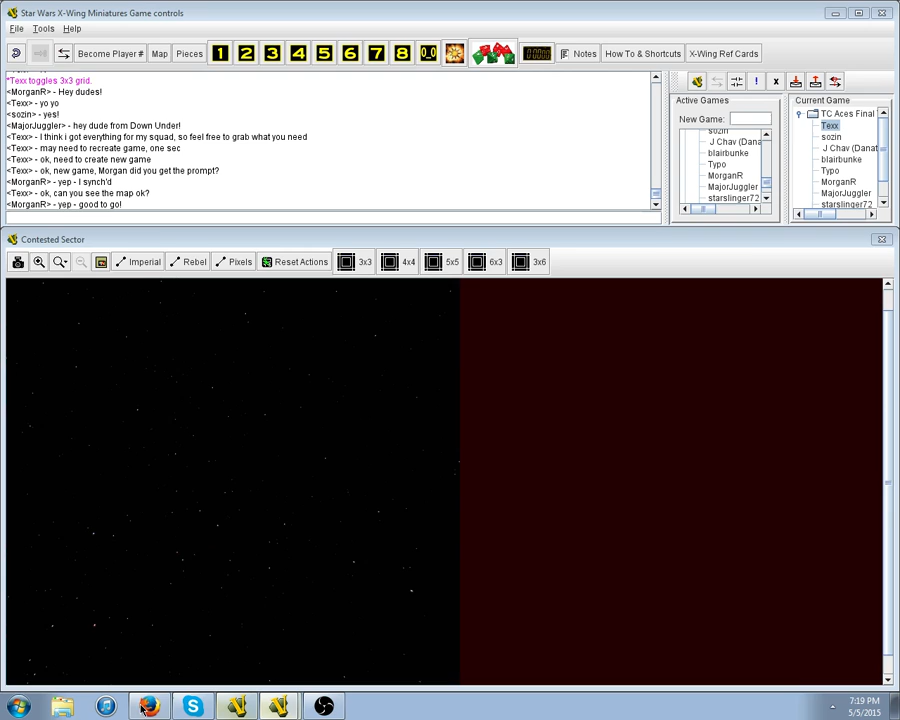 Star Wars X-Wing Miniatures Game controls
File Tools Help
Become Player # Map Pieces 1 2 3 4 5 6 7 8 0_0 Notes How To & Shortcuts X-Wing Ref Cards
*Texx toggles 3x3 grid.
<MorganR> - Hey dudes!
<Texx> - yo yo
<sozin> - yes!
<MajorJuggler> - hey dude from Down Under!
<Texx> - I think i got everything for my squad, so feel free to grab what you need
<Texx> - may need to recreate game, one sec
<Texx> - ok, need to create new game
<Texx> - ok, new game, Morgan did you get the prompt?
<MorganR> - yep - I synch'd
<Texx> - ok, can you see the map ok?
<MorganR> - yep - good to go!
! x
Active Games
New Game:
sozin
J Chav (Dana
blairbunke
Typo
MorganR
MajorJuggler
starslinger72
Current Game
TC Aces Final
Texx
sozin
J Chav (Danat
blairbunke
Typo
MorganR
MajorJuggler
starslinger72
Contested Sector
Imperial Rebel Pixels Reset Actions 3x3 4x4 5x5 6x3 3x6
7:19 PM
5/5/2015